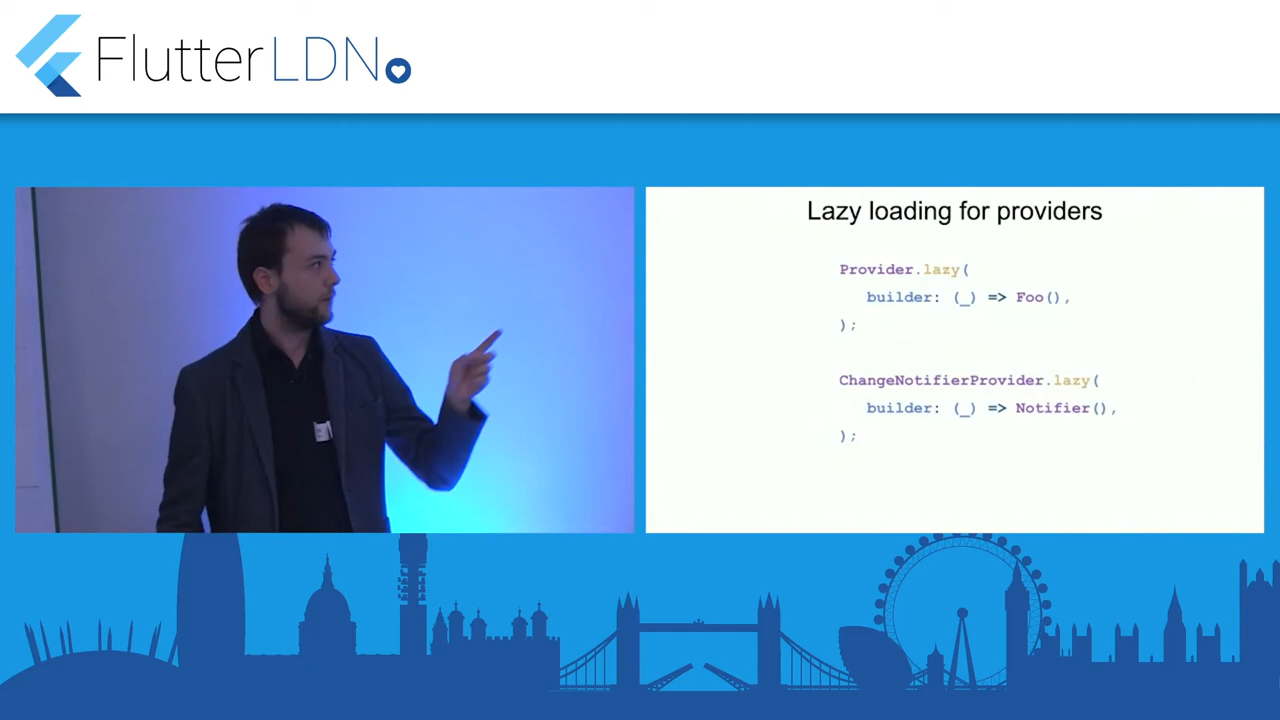 FlutterLDN
Lazy loading for providers
Provider.lazy(
builder: (_) => Foo(),
);
ChangeNotifierProvider.lazy(
builder: (_) => Notifier(),
);